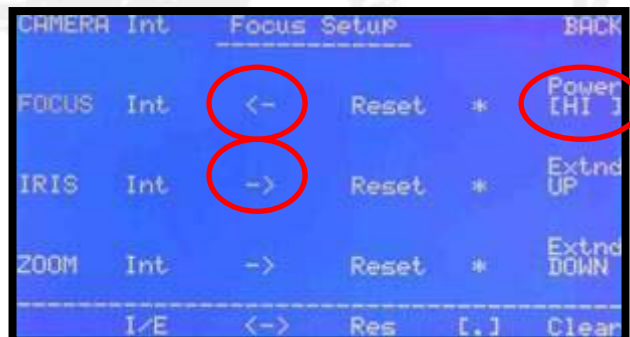 CAMERA Int Focus Setup BACK
FOCUS Int <- Reset * Power [HI ]
IRIS Int -> Reset * Extnd UP
ZOOM Int -> Reset * Extnd DOWN
I/E <-> Res [.] Clear